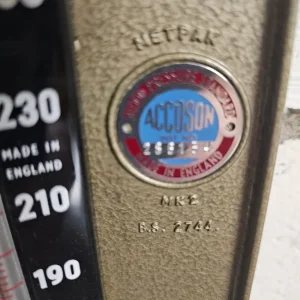 NETPAK
230
MADE IN
ENGLAND
210
190
ACCOSON
MADE IN ENGLAND
MK2
B.S. 2744.